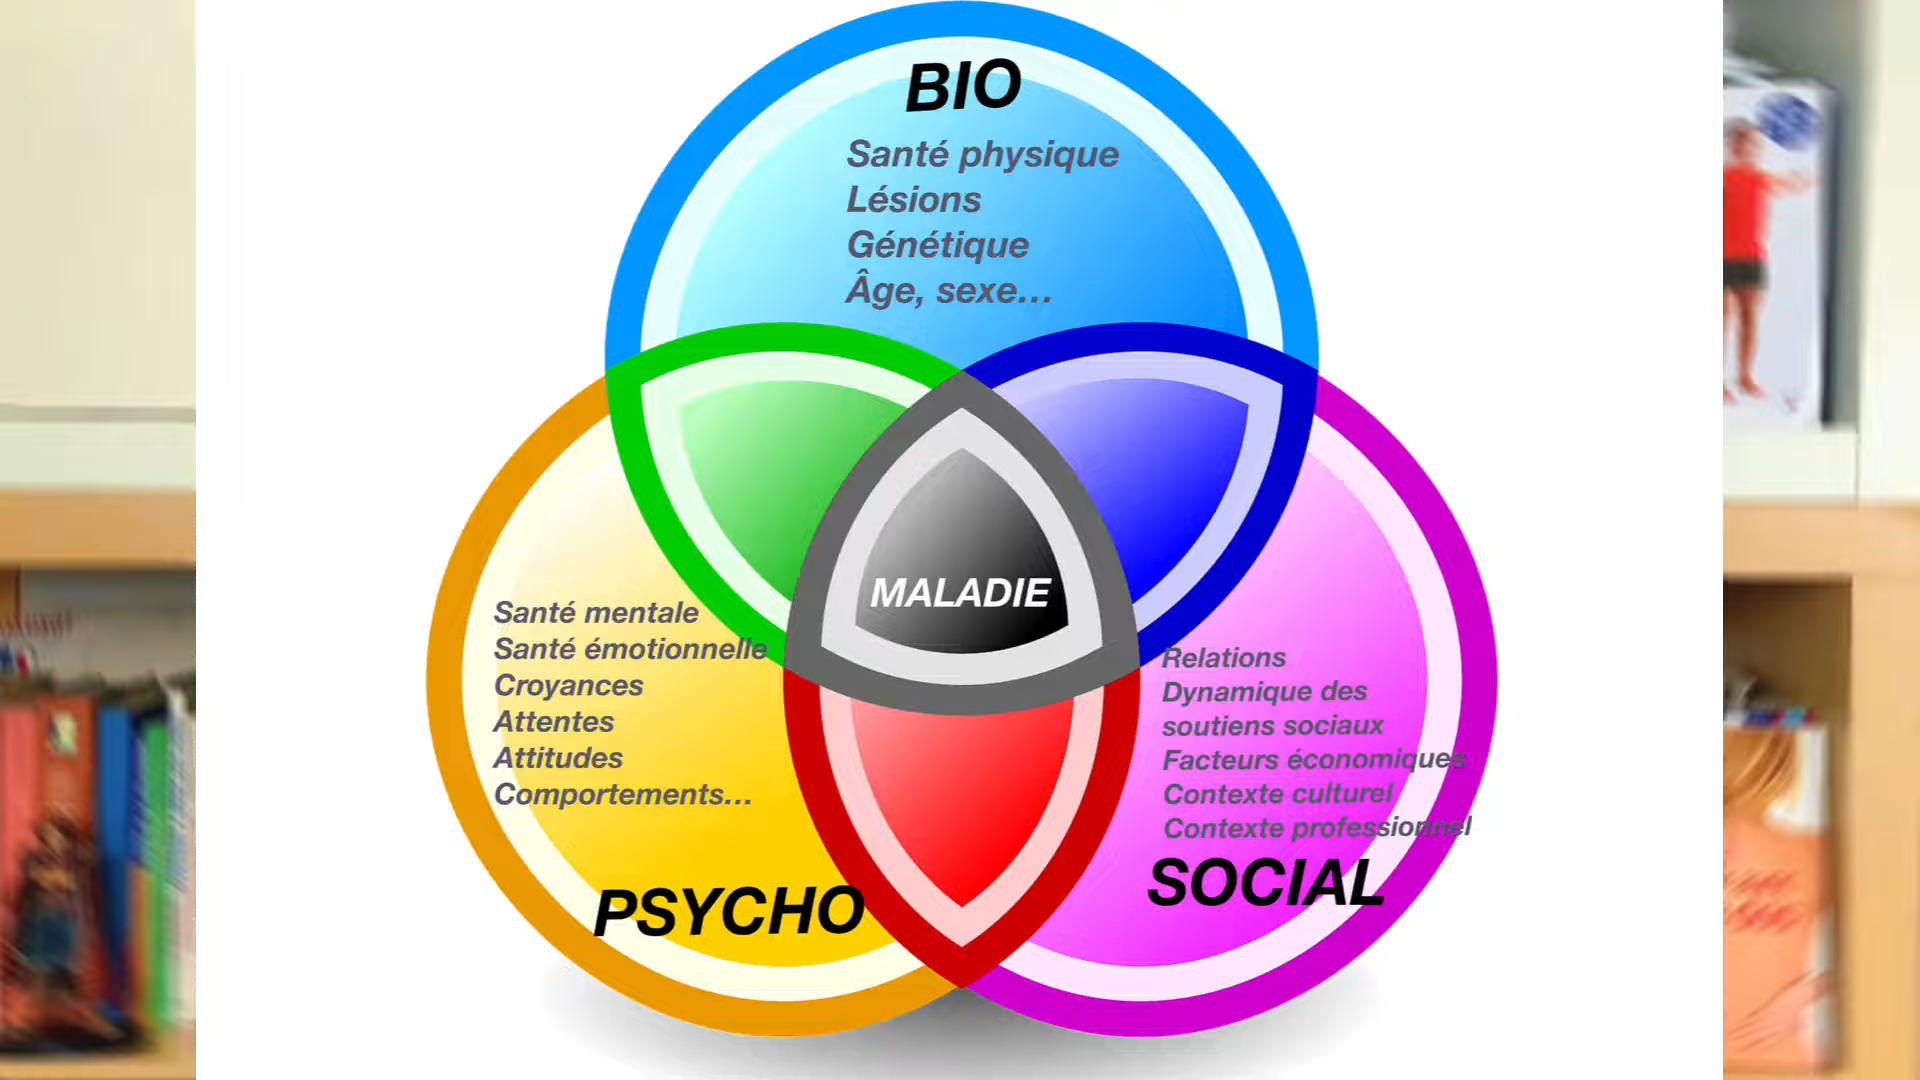 BIO
Santé physique
Lésions
Génétique
Âge, sexe...
MALADIE
Santé mentale
Santé émotionnelle
Croyances
Attentes
Attitudes
Comportements...
PSYCHO
Relations
Dynamique des
soutiens sociaux
Facteurs économiques
Contexte culturel
Contexte professionnel
SOCIAL